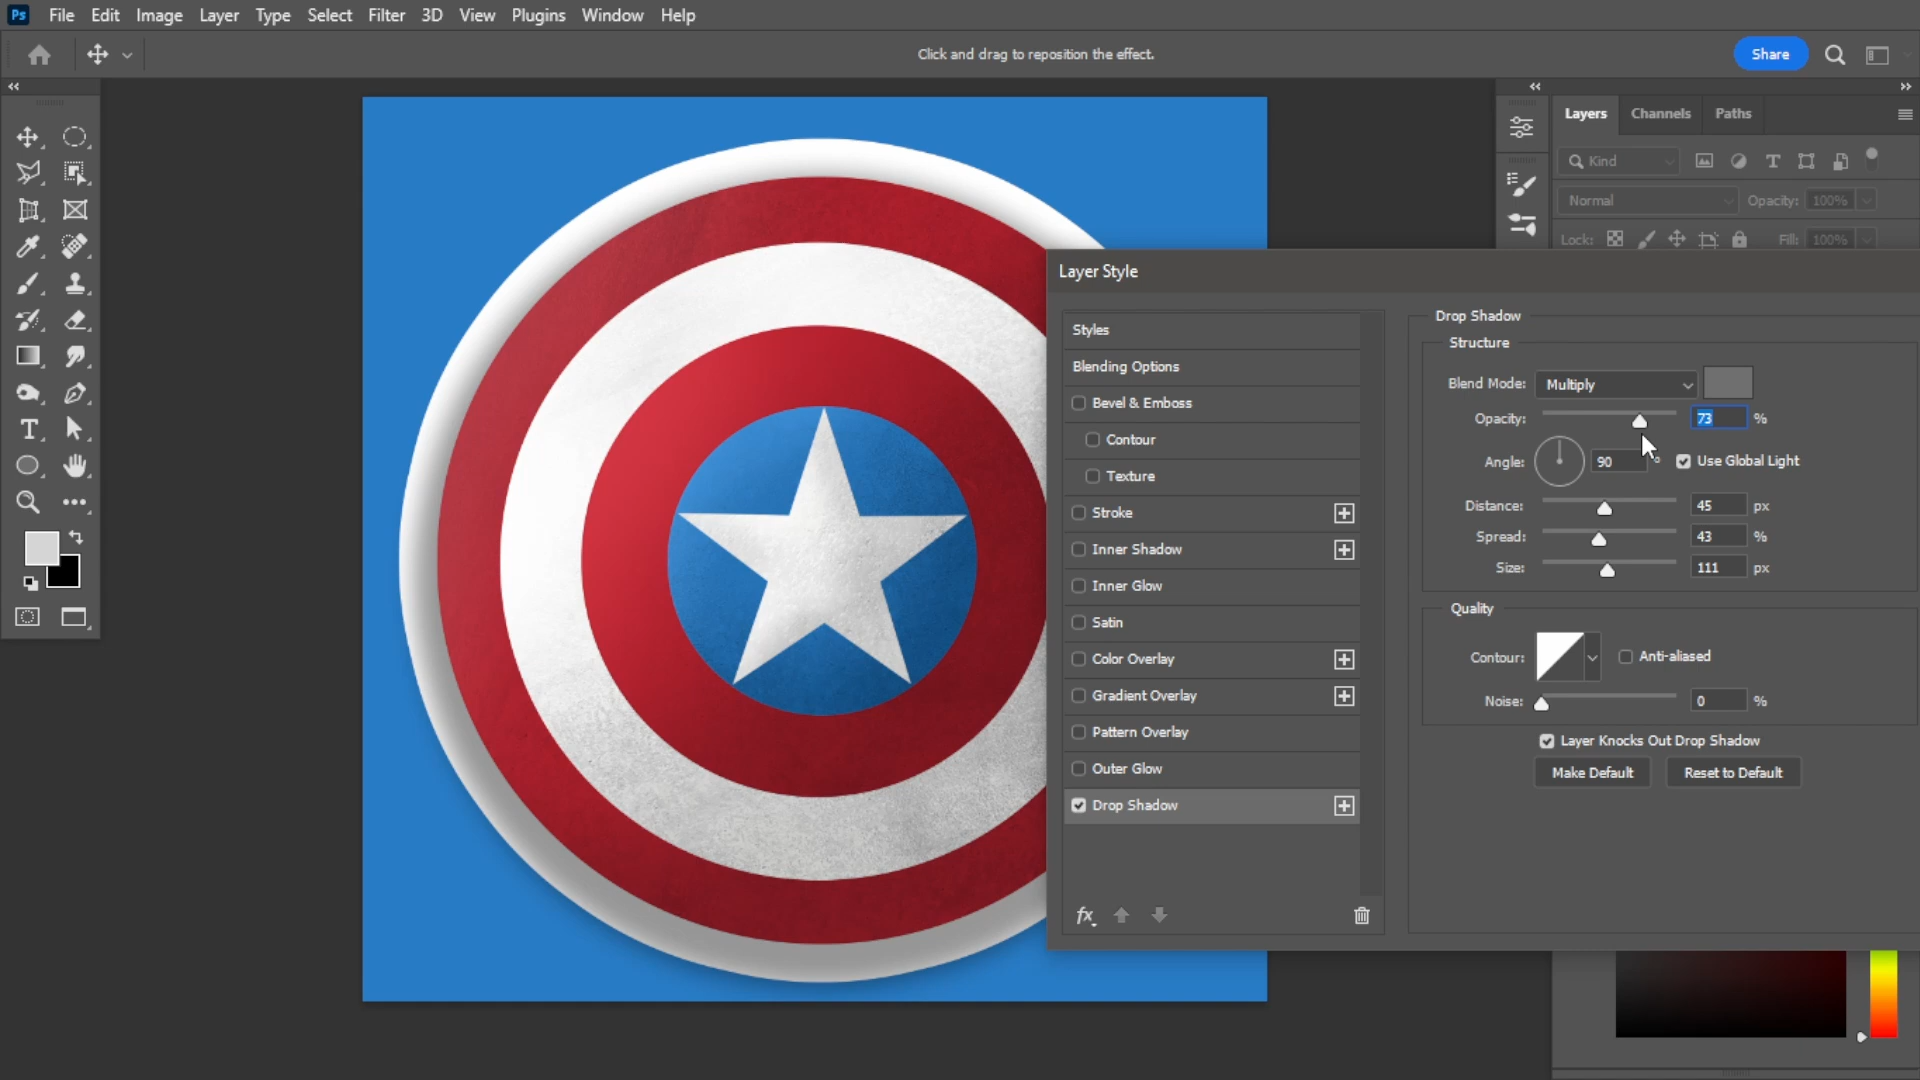 Ps File Edit Image Layer Type Select Filter 3D View Plugins Window Help
Click and drag to reposition the effect.
Share
Layers Channels Paths
Kind
Normal Opacity: 100%
Lock: Fill: 100%
Layer Style
Styles
Blending Options
Bevel & Emboss
Contour
Texture
Stroke
Inner Shadow
Inner Glow
Satin
Color Overlay
Gradient Overlay
Pattern Overlay
Outer Glow
Drop Shadow
fx
Drop Shadow
Structure
Blend Mode: Multiply
Opacity: 73 %
Angle: 90 ° Use Global Light
Distance: 45 px
Spread: 43 %
Size: 111 px
Quality
Contour: Anti-aliased
Noise: 0 %
Layer Knocks Out Drop Shadow
Make Default Reset to Default